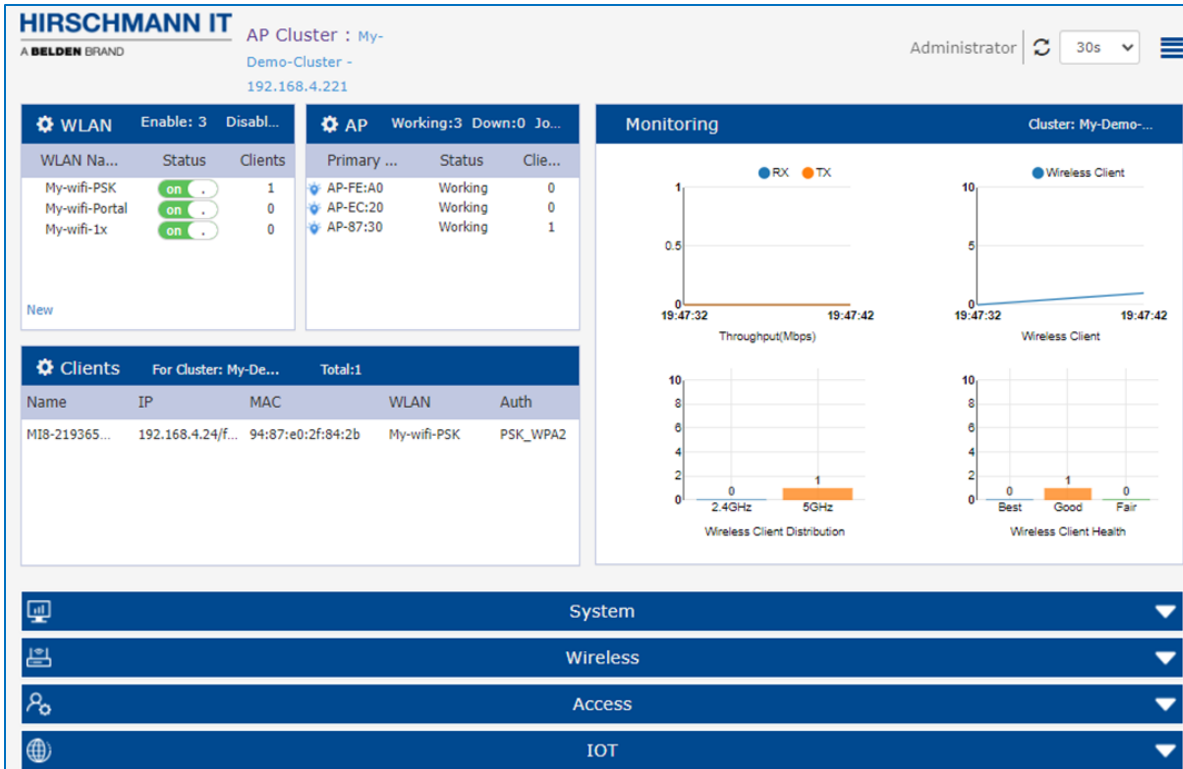 HIRSCHMANN IT
A BELDEN BRAND
AP Cluster : My-
Demo-Cluster -
192.168.4.221
Administrator
30s
WLAN Enable: 3 Disabl...
WLAN Na... Status Clients
My-wifi-PSK on . 1
My-wifi-Portal on . 0
My-wifi-1x on . 0
New
AP Working:3 Down:0 Jo...
Primary ... Status Clie...
AP-FE:A0 Working 0
AP-EC:20 Working 0
AP-87:30 Working 1
Clients For Cluster: My-De... Total:1
Name IP MAC WLAN Auth
MI8-219365... 192.168.4.24/f... 94:87:e0:2f:84:2b My-wifi-PSK PSK_WPA2
Monitoring Cluster: My-Demo-...
RX TX
1
0.5
0
19:47:32 19:47:42
Throughput(Mbps)
Wireless Client
10
5
0
19:47:32 19:47:42
Wireless Client
10
8
6
4
2
0
0 1
2.4GHz 5GHz
Wireless Client Distribution
10
8
6
4
2
0
0 1 0
Best Good Fair
Wireless Client Health
System
Wireless
Access
IOT